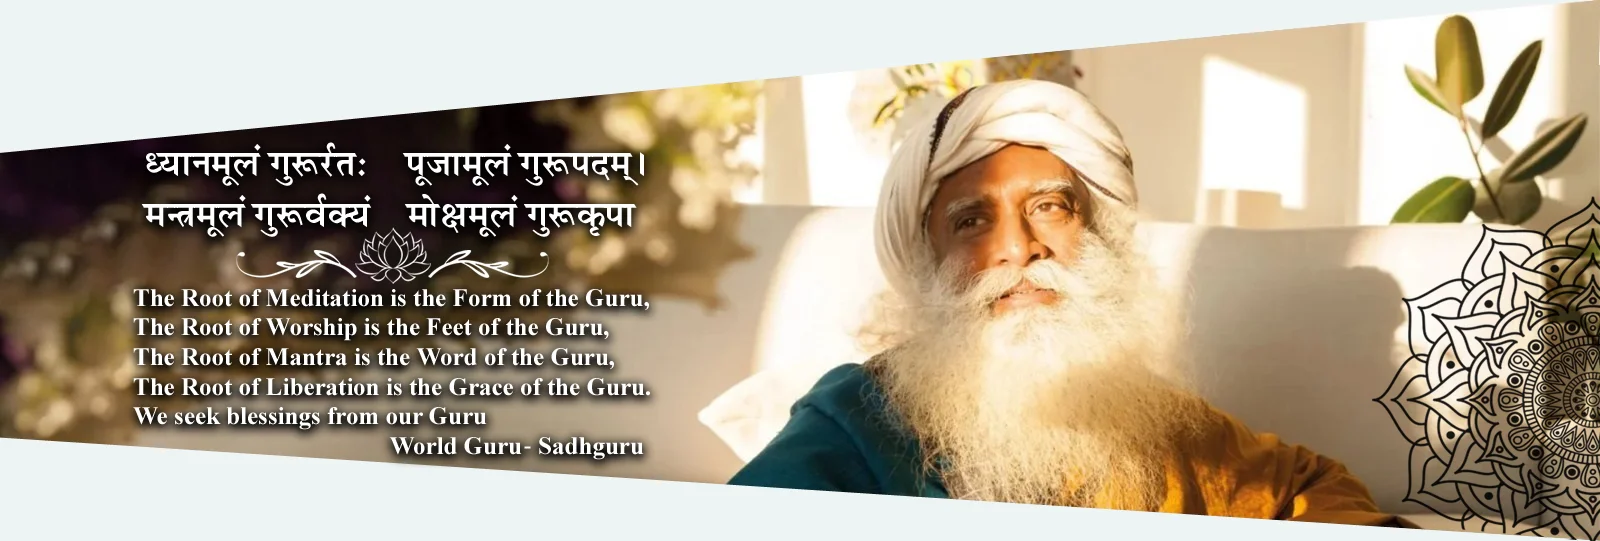 ध्यानमूलं गुरूर्रतः पूजामूलं गुरूपदम्।
मन्त्रमूलं गुरूर्वक्यं मोक्षमूलं गुरूकृपा
The Root of Meditation is the Form of the Guru,
The Root of Worship is the Feet of the Guru,
The Root of Mantra is the Word of the Guru,
The Root of Liberation is the Grace of the Guru.
We seek blessings from our Guru
World Guru- Sadhguru